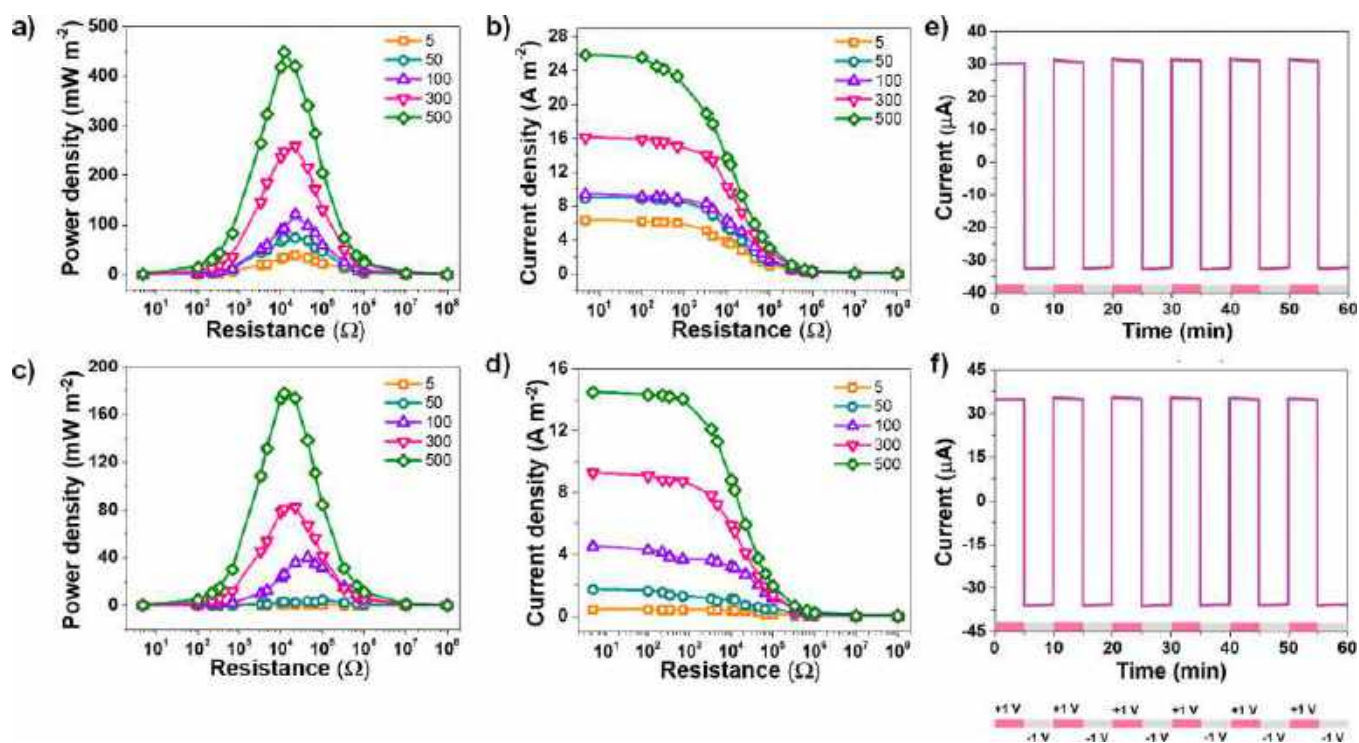 a)
500
400
300
200
100
0
Power density (mW m⁻²)
5
50
100
300
500
10¹ 10² 10³ 10⁴ 10⁵ 10⁶ 10⁷ 10⁸
Resistance (Ω)
b)
28
24
20
16
12
8
4
0
Current density (A m⁻²)
5
50
100
300
500
10¹ 10² 10³ 10⁴ 10⁵ 10⁶ 10⁷ 10⁸
Resistance (Ω)
e)
40
30
20
10
0
-10
-20
-30
-40
Current (μA)
0 10 20 30 40 50 60
Time (min)
c)
200
160
120
80
40
0
Power density (mW m⁻²)
5
50
100
300
500
10¹ 10² 10³ 10⁴ 10⁵ 10⁶ 10⁷ 10⁸
Resistance (Ω)
d)
16
12
8
4
0
Current density (A m⁻²)
5
50
100
300
500
10¹ 10² 10³ 10⁴ 10⁵ 10⁶ 10⁷ 10⁸
Resistance (Ω)
f)
45
30
15
0
-15
-30
-45
Current (μA)
0 10 20 30 40 50 60
Time (min)
+1 V +1 V +1 V +1 V +1 V +1 V
-1 V -1 V -1 V -1 V -1 V -1 V